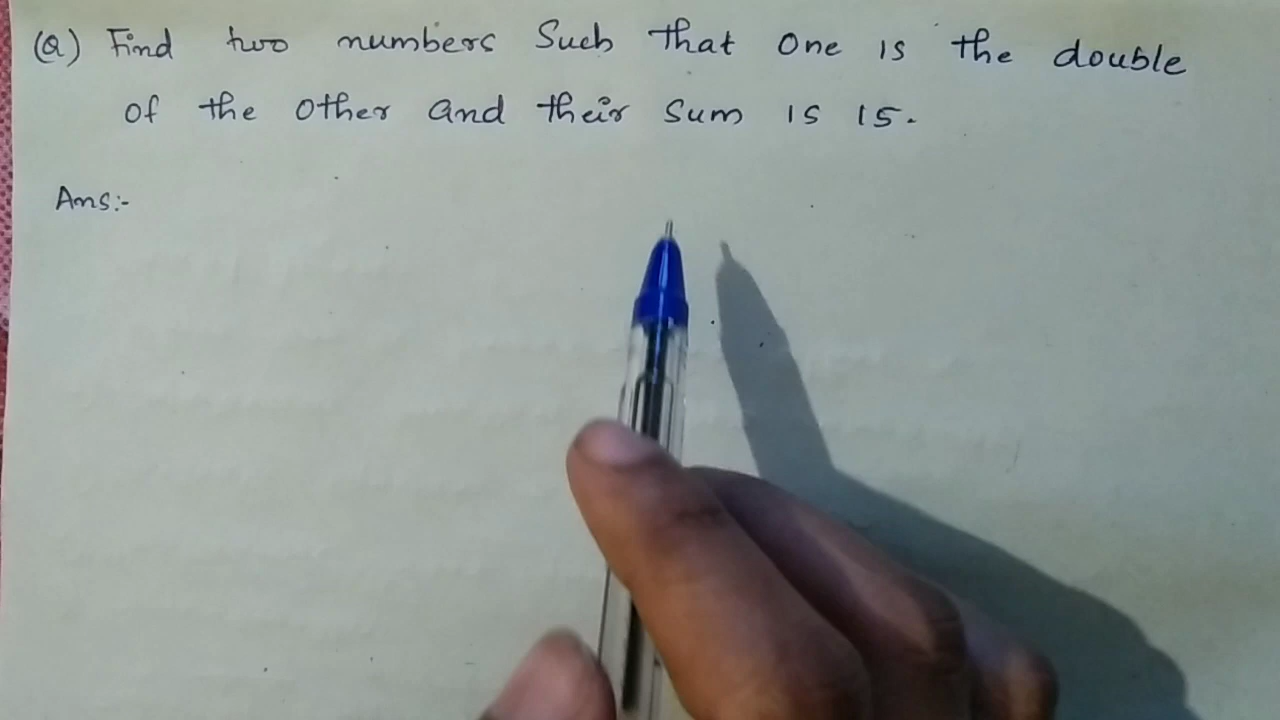 (Q) Find two numbers Such that One is the double
Of the Other and their Sum is 15.
Ans:-